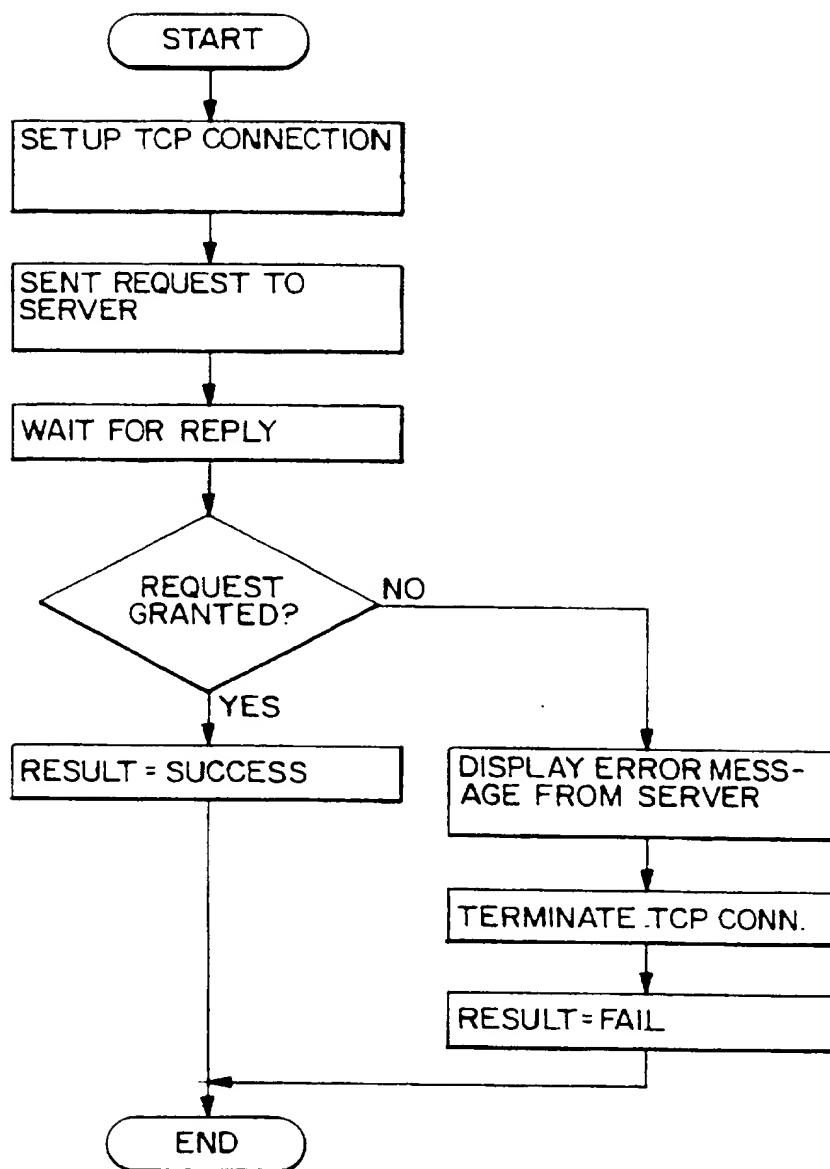 START
SETUP TCP CONNECTION
SENT REQUEST TO
SERVER
WAIT FOR REPLY
REQUEST
GRANTED?
NO
YES
RESULT = SUCCESS
DISPLAY ERROR MESS-
AGE FROM SERVER
TERMINATE TCP CONN.
RESULT = FAIL
END